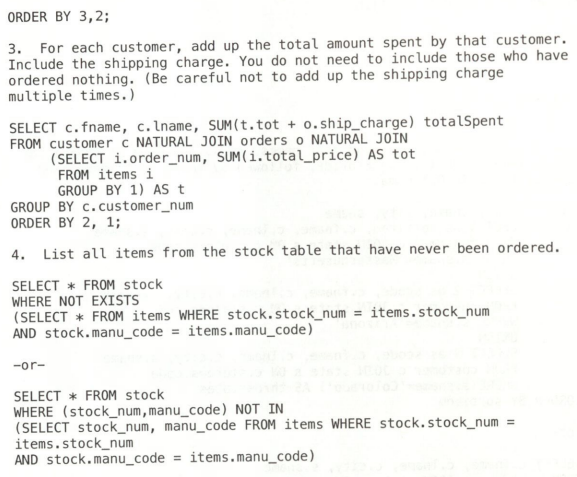 ORDER BY 3,2;
3. For each customer, add up the total amount spent by that customer.
Include the shipping charge. You do not need to include those who have
ordered nothing. (Be careful not to add up the shipping charge
multiple times.)
SELECT c.fname, c.lname, SUM(t.tot + o.ship_charge) totalSpent
FROM customer c NATURAL JOIN orders o NATURAL JOIN
(SELECT i.order_num, SUM(i.total_price) AS tot
FROM items i
GROUP BY 1) AS t
GROUP BY c.customer_num
ORDER BY 2, 1;
4. List all items from the stock table that have never been ordered.
SELECT * FROM stock
WHERE NOT EXISTS
(SELECT * FROM items WHERE stock.stock_num = items.stock_num
AND stock.manu_code = items.manu_code)
-or-
SELECT * FROM stock
WHERE (stock_num,manu_code) NOT IN
(SELECT stock_num, manu_code FROM items WHERE stock.stock_num =
items.stock_num
AND stock.manu_code = items.manu_code)